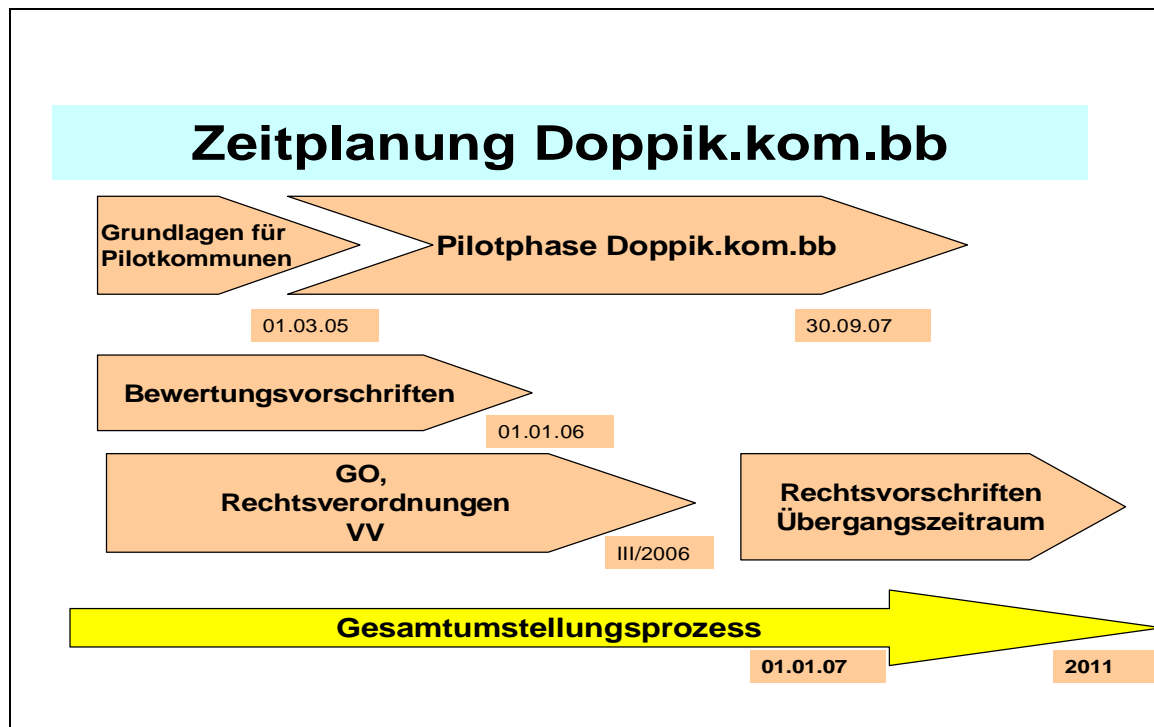 Zeitplanung Doppik.kom.bb
Grundlagen für
Pilotkommunen
Pilotphase Doppik.kom.bb
01.03.05
30.09.07
Bewertungsvorschriften
01.01.06
GO,
Rechtsverordnungen
VV
Rechtsvorschriften
Übergangszeitraum
III/2006
Gesamtumstellungsprozess
01.01.07
2011